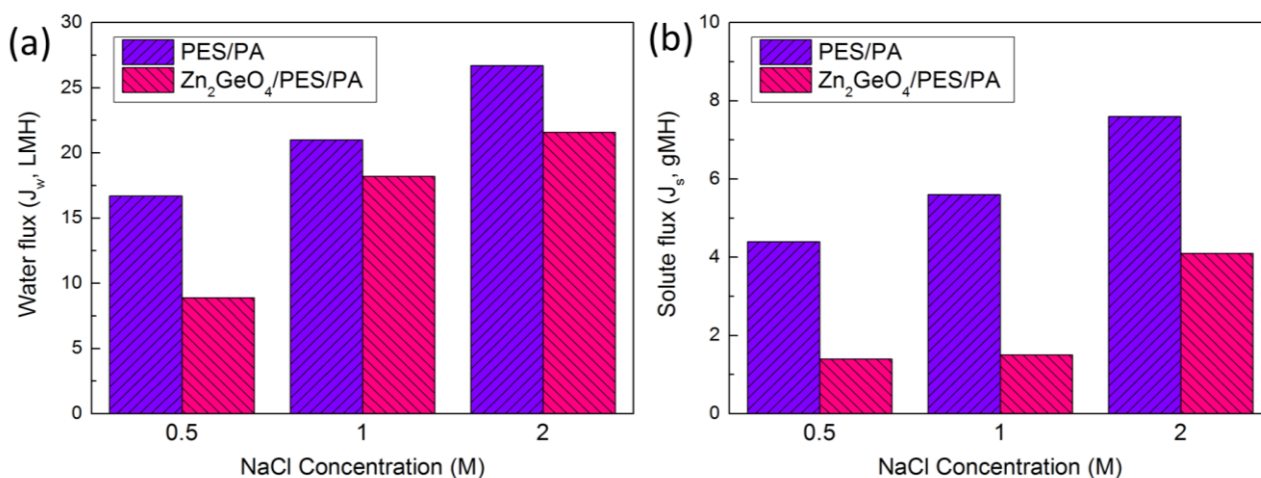 (a)
PES/PA
Zn₂GeO₄/PES/PA
Water flux (J_w, LMH)
30
25
20
15
10
5
0
0.5 1 2
NaCl Concentration (M)
(b)
PES/PA
Zn₂GeO₄/PES/PA
Solute flux (J_s, gMH)
10
8
6
4
2
0
0.5 1 2
NaCl Concentration (M)